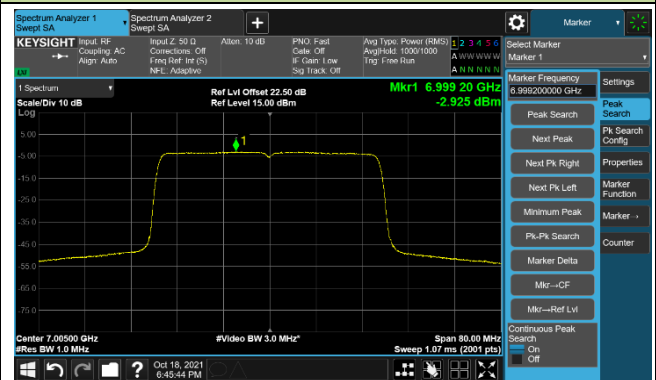 Spectrum Analyzer 1
Swept SA
Spectrum Analyzer 2
Swept SA
+
Marker
KEYSIGHT
Input: RF
Coupling: AC
Align: Auto
Input Z: 50 Ω
Corrections: Off
Freq Ref: Int (S)
NFE: Adaptive
Atten: 10 dB
PNO: Fast
Gate: Off
IF Gain: Low
Sig Track: Off
Avg Type: Power (RMS)
Avg|Hold: 1000/1000
Trig: Free Run
1 2 3 4 5 6
A W W W W W
A N N N N N
LXI
Select Marker
Marker 1
1 Spectrum
Scale/Div 10 dB
Log
Ref Lvl Offset 22.50 dB
Ref Level 15.00 dBm
Mkr1 6.999 20 GHz
-2.925 dBm
Marker Frequency
6.999200000 GHz
Settings
Peak Search
Peak
Search
Next Peak
Pk Search
Config
Next Pk Right
Properties
Next Pk Left
Marker
Function
Minimum Peak
Marker→
Pk-Pk Search
Counter
Marker Delta
Mkr→CF
Mkr→Ref Lvl
Continuous Peak
Search
On
Off
1
5.00
-5.00
-15.0
-25.0
-35.0
-45.0
-55.0
-65.0
-75.0
Center 7.00500 GHz
#Res BW 1.0 MHz
#Video BW 3.0 MHz*
Span 80.00 MHz
Sweep 1.07 ms (2001 pts)
?
Oct 18, 2021
6:45:44 PM